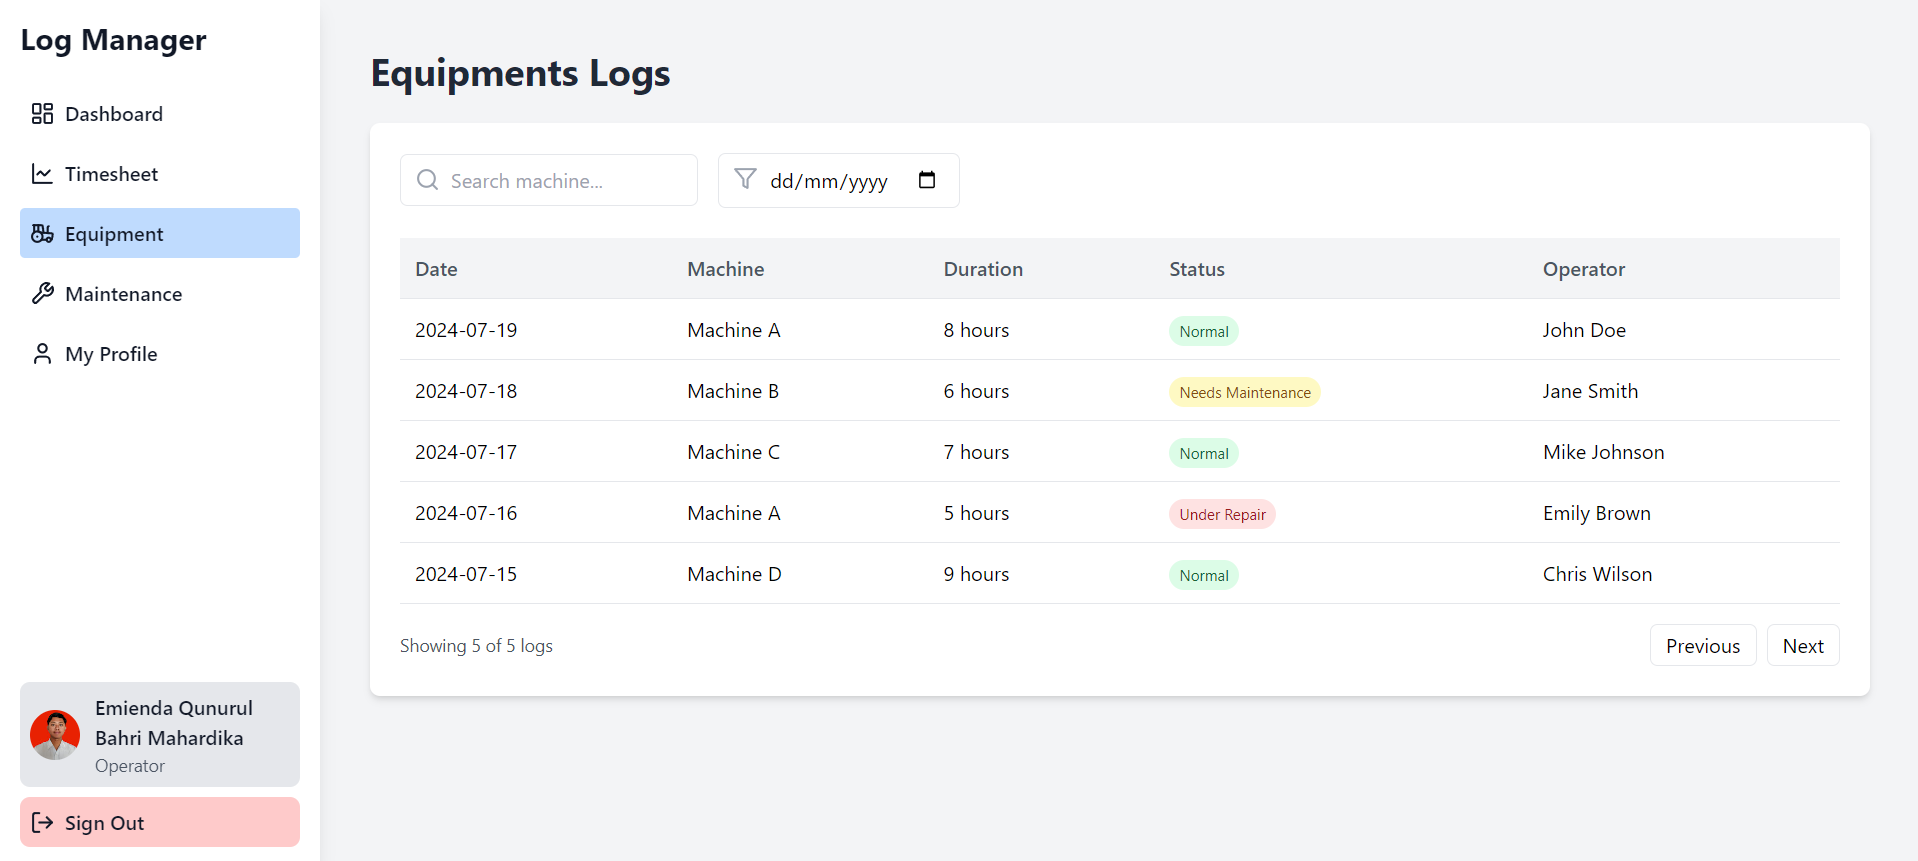 Log Manager
Dashboard
Timesheet
Equipment
Maintenance
My Profile
Emienda Qunurul
Bahri Mahardika
Operator
Sign Out
Equipments Logs
Search machine... dd/mm/yyyy
Date Machine Duration Status Operator
2024-07-19 Machine A 8 hours Normal John Doe
2024-07-18 Machine B 6 hours Needs Maintenance Jane Smith
2024-07-17 Machine C 7 hours Normal Mike Johnson
2024-07-16 Machine A 5 hours Under Repair Emily Brown
2024-07-15 Machine D 9 hours Normal Chris Wilson
Showing 5 of 5 logs Previous Next